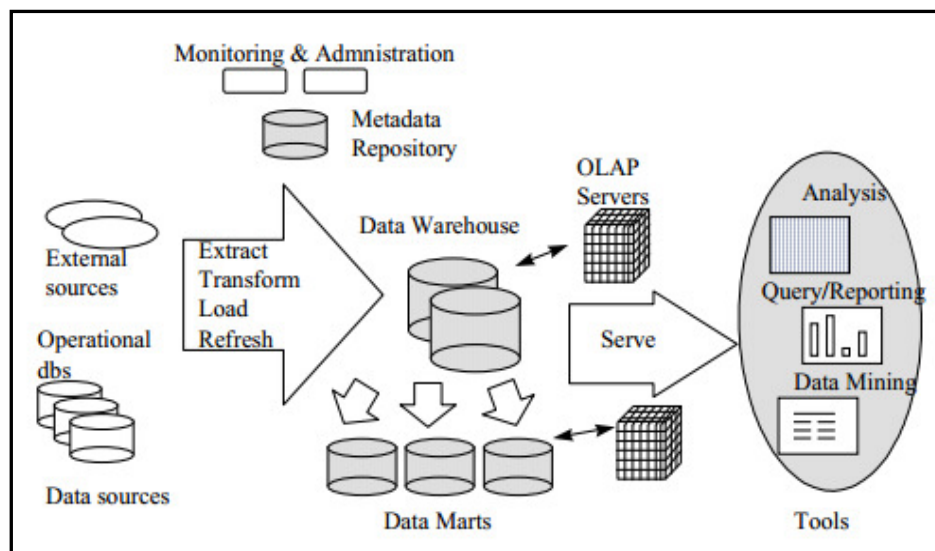 Monitoring & Admnistration
Metadata
Repository
OLAP
Servers
Analysis
Data Warehouse
External
sources
Extract
Transform
Load
Refresh
Query/Reporting
Operational
dbs
Serve
Data Mining
Data sources
Data Marts
Tools